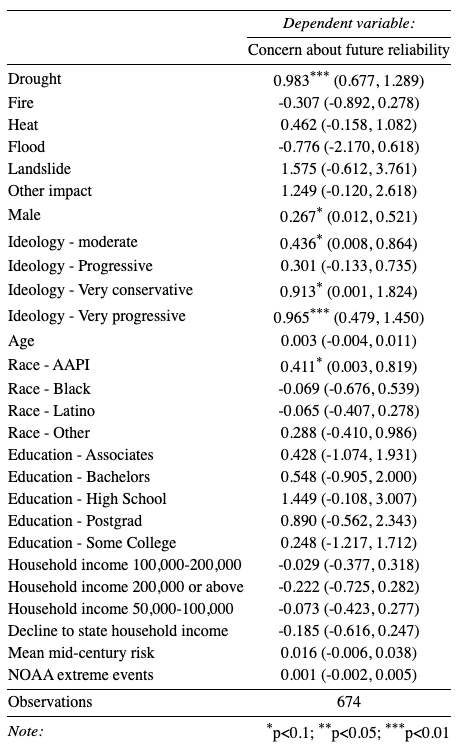 Dependent variable:
Concern about future reliability
Drought 0.983*** (0.677, 1.289)
Fire -0.307 (-0.892, 0.278)
Heat 0.462 (-0.158, 1.082)
Flood -0.776 (-2.170, 0.618)
Landslide 1.575 (-0.612, 3.761)
Other impact 1.249 (-0.120, 2.618)
Male 0.267* (0.012, 0.521)
Ideology - moderate 0.436* (0.008, 0.864)
Ideology - Progressive 0.301 (-0.133, 0.735)
Ideology - Very conservative 0.913* (0.001, 1.824)
Ideology - Very progressive 0.965*** (0.479, 1.450)
Age 0.003 (-0.004, 0.011)
Race - AAPI 0.411* (0.003, 0.819)
Race - Black -0.069 (-0.676, 0.539)
Race - Latino -0.065 (-0.407, 0.278)
Race - Other 0.288 (-0.410, 0.986)
Education - Associates 0.428 (-1.074, 1.931)
Education - Bachelors 0.548 (-0.905, 2.000)
Education - High School 1.449 (-0.108, 3.007)
Education - Postgrad 0.890 (-0.562, 2.343)
Education - Some College 0.248 (-1.217, 1.712)
Household income 100,000-200,000 -0.029 (-0.377, 0.318)
Household income 200,000 or above -0.222 (-0.725, 0.282)
Household income 50,000-100,000 -0.073 (-0.423, 0.277)
Decline to state household income -0.185 (-0.616, 0.247)
Mean mid-century risk 0.016 (-0.006, 0.038)
NOAA extreme events 0.001 (-0.002, 0.005)
Observations 674
Note: *p<0.1; **p<0.05; ***p<0.01